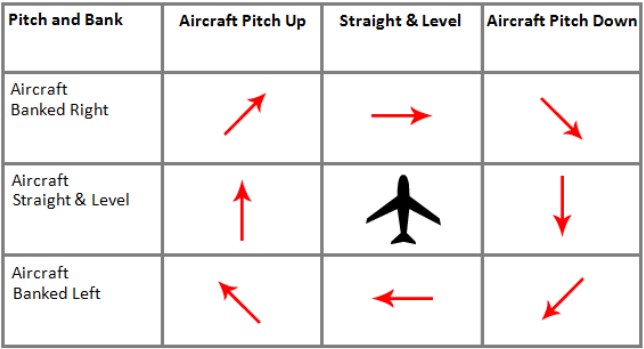 Pitch and Bank
Aircraft Pitch Up
Straight & Level
Aircraft Pitch Down
Aircraft
Banked Right
Aircraft
Straight & Level
Aircraft
Banked Left